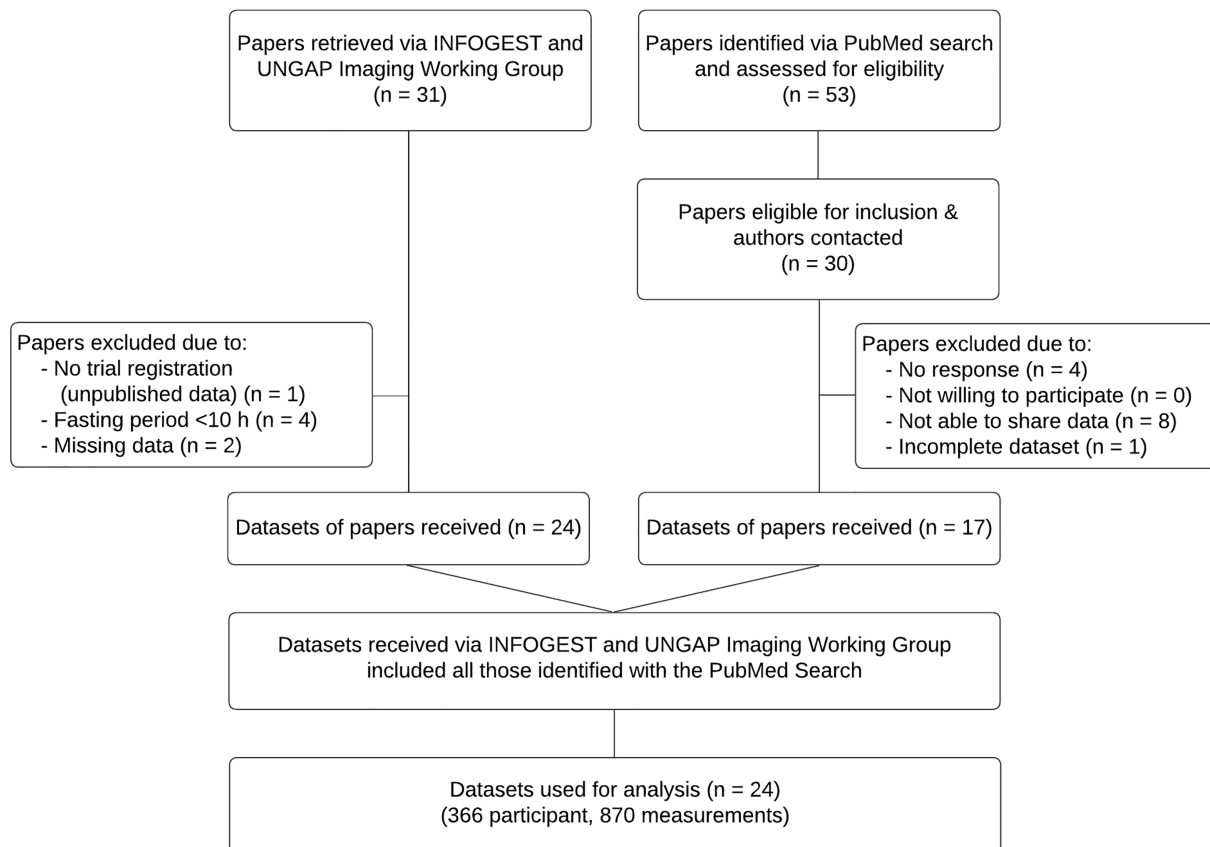 Papers retrieved via INFOGEST and
UNGAP Imaging Working Group
(n = 31)
Papers identified via PubMed search
and assessed for eligibility
(n = 53)
Papers eligible for inclusion &
authors contacted
(n = 30)
Papers excluded due to:
- No trial registration
(unpublished data) (n = 1)
- Fasting period <10 h (n = 4)
- Missing data (n = 2)
Papers excluded due to:
- No response (n = 4)
- Not willing to participate (n = 0)
- Not able to share data (n = 8)
- Incomplete dataset (n = 1)
Datasets of papers received (n = 24)
Datasets of papers received (n = 17)
Datasets received via INFOGEST and UNGAP Imaging Working Group
included all those identified with the PubMed Search
Datasets used for analysis (n = 24)
(366 participant, 870 measurements)